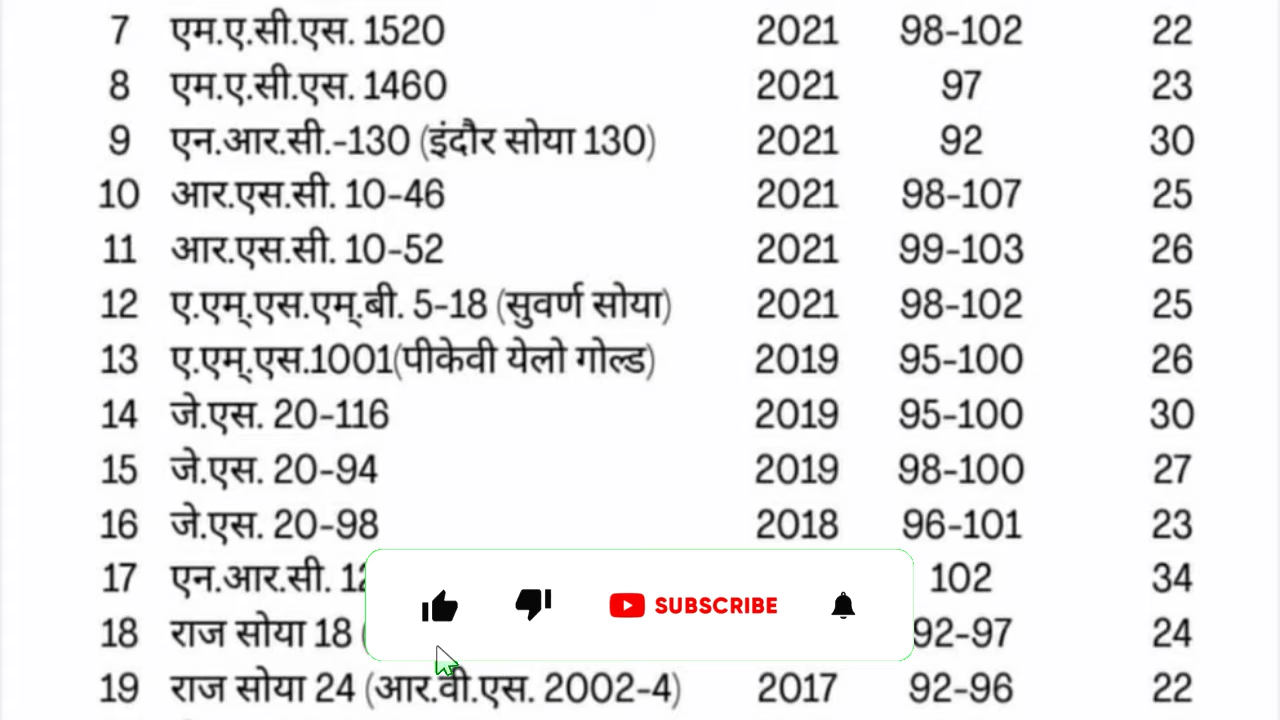 7 एम.ए.सी.एस. 1520 2021 98-102 22
8 एम.ए.सी.एस. 1460 2021 97 23
9 एन.आर.सी.-130 (इंदौर सोया 130) 2021 92 30
10 आर.एस.सी. 10-46 2021 98-107 25
11 आर.एस.सी. 10-52 2021 99-103 26
12 ए.एम्.एस.एम्.बी. 5-18 (सुवर्ण सोया) 2021 98-102 25
13 ए.एम्.एस.1001(पीकेवी येलो गोल्ड) 2019 95-100 26
14 जे.एस. 20-116 2019 95-100 30
15 जे.एस. 20-94 2019 98-100 27
16 जे.एस. 20-98 2018 96-101 23
17 एन.आर.सी. 102 34
SUBSCRIBE
18 राज सोया 18 ( 92-97 24
19 राज सोया 24 (आर.वी.एस. 2002-4) 2017 92-96 22